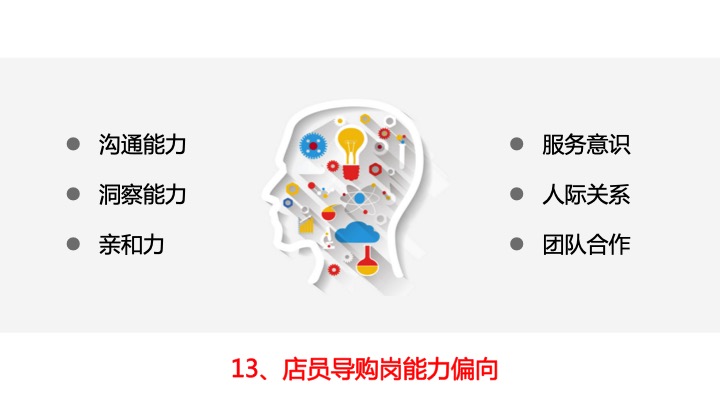 沟通能力
洞察能力
亲和力
服务意识
人际关系
团队合作
13、店员导购岗能力偏向